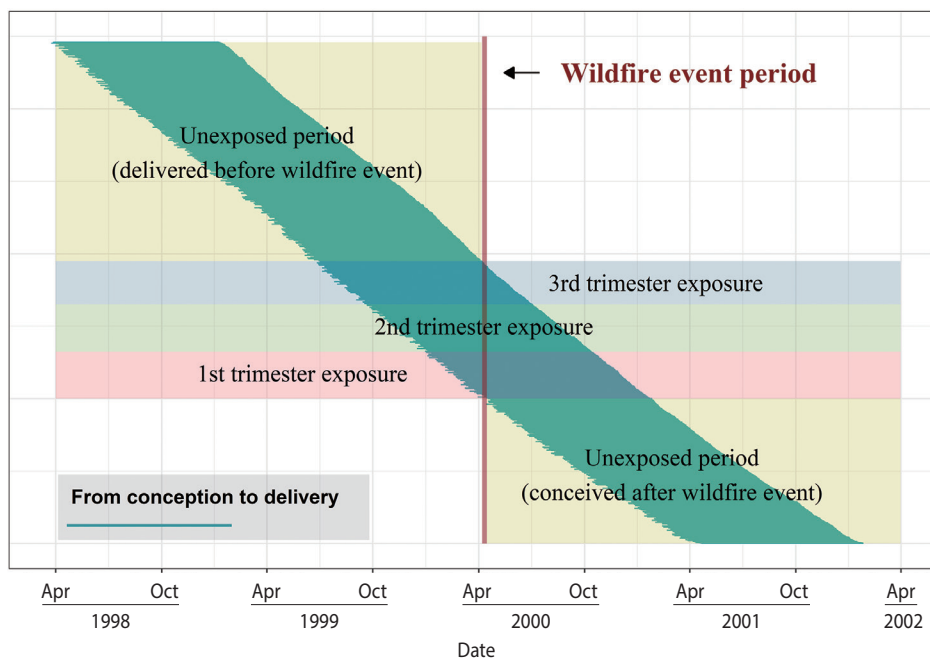 Wildfire event period
Unexposed period
(delivered before wildfire event)
3rd trimester exposure
2nd trimester exposure
1st trimester exposure
Unexposed period
(conceived after wildfire event)
From conception to delivery
Apr Oct Apr Oct Apr Oct Apr Oct Apr
1998 1999 2000 2001 2002
Date